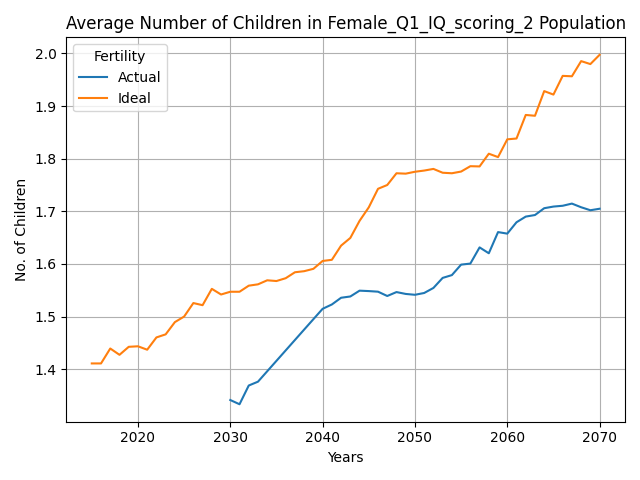 Average Number of Children in Female_Q1_IQ_scoring_2 Population
Fertility
Actual
Ideal
No. of Children
2.0
1.9
1.8
1.7
1.6
1.5
1.4
2020 2030 2040 2050 2060 2070
Years